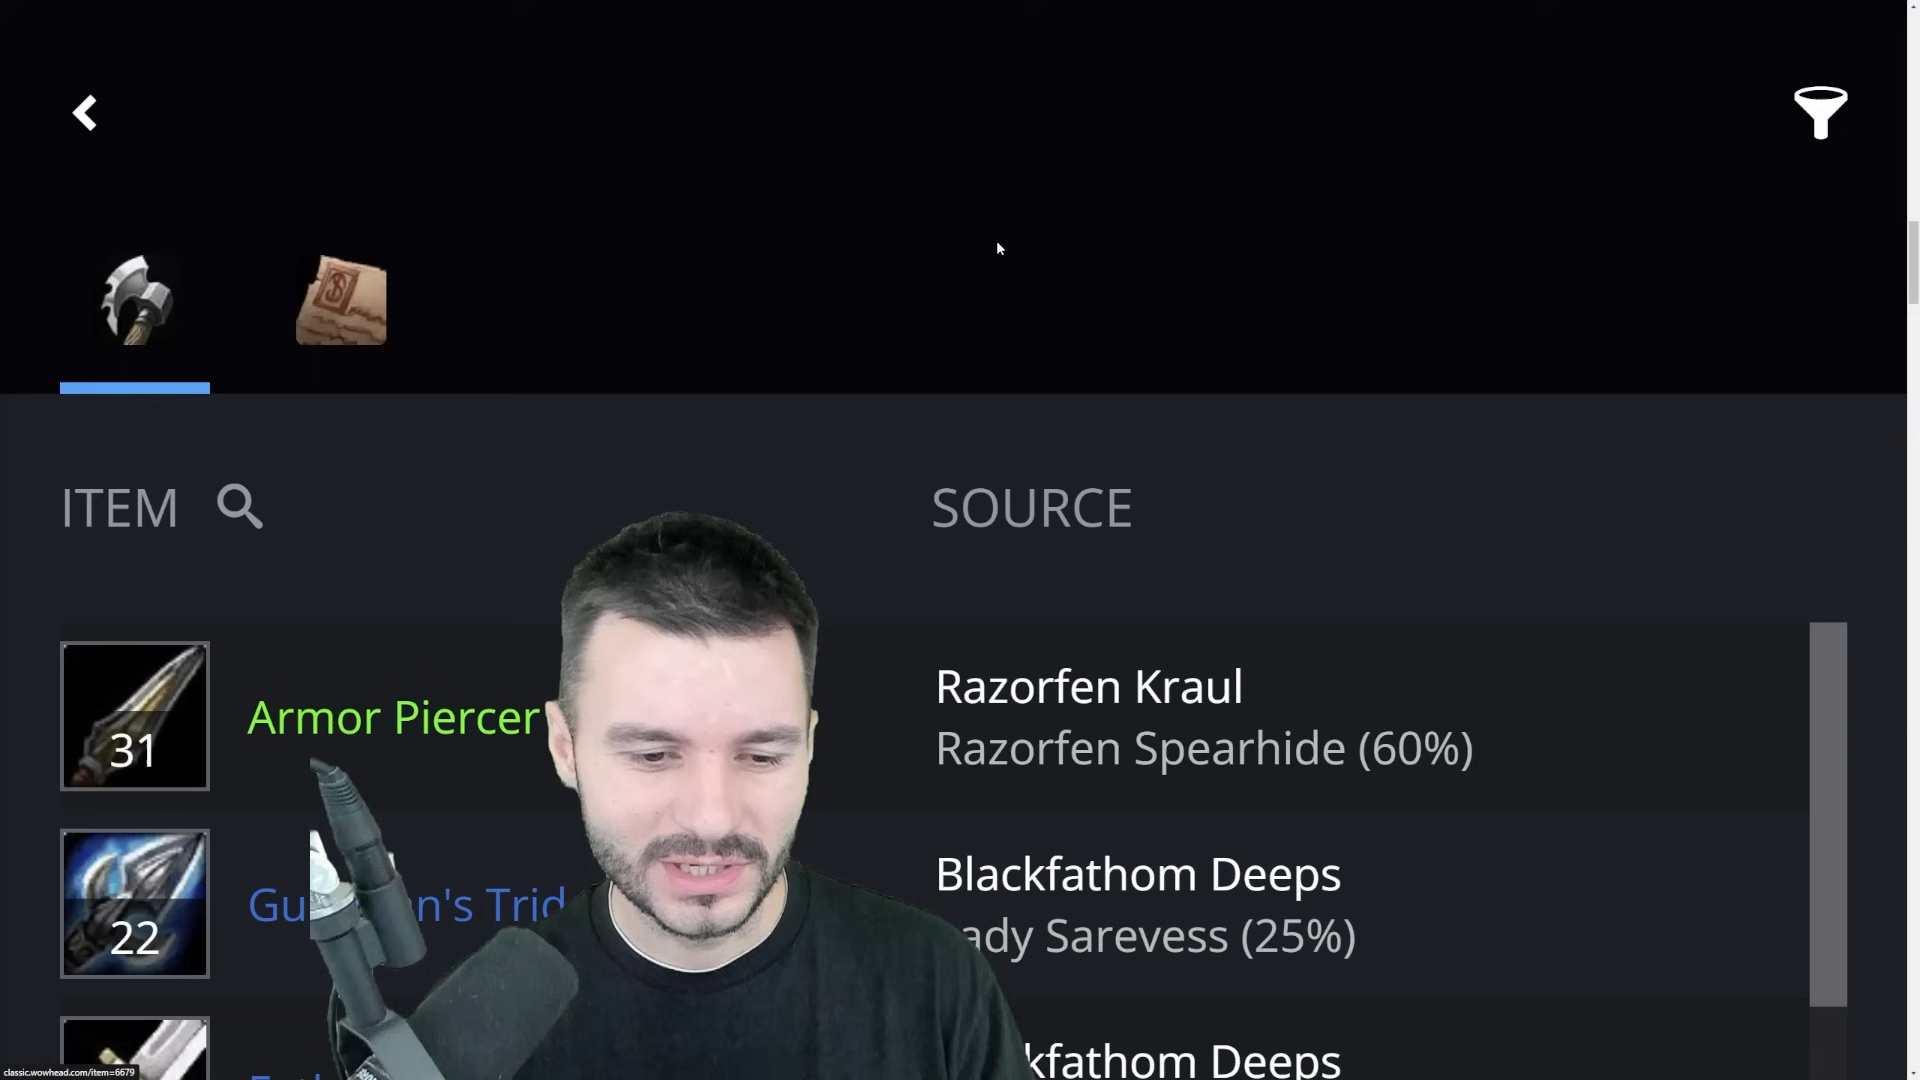 ITEM
SOURCE
31
Armor Piercer
Razorfen Kraul
Razorfen Spearhide (60%)
22
Blackfathom Deeps
Sarevess (25%)
Deeps
classic.wowhead.com/item=6679